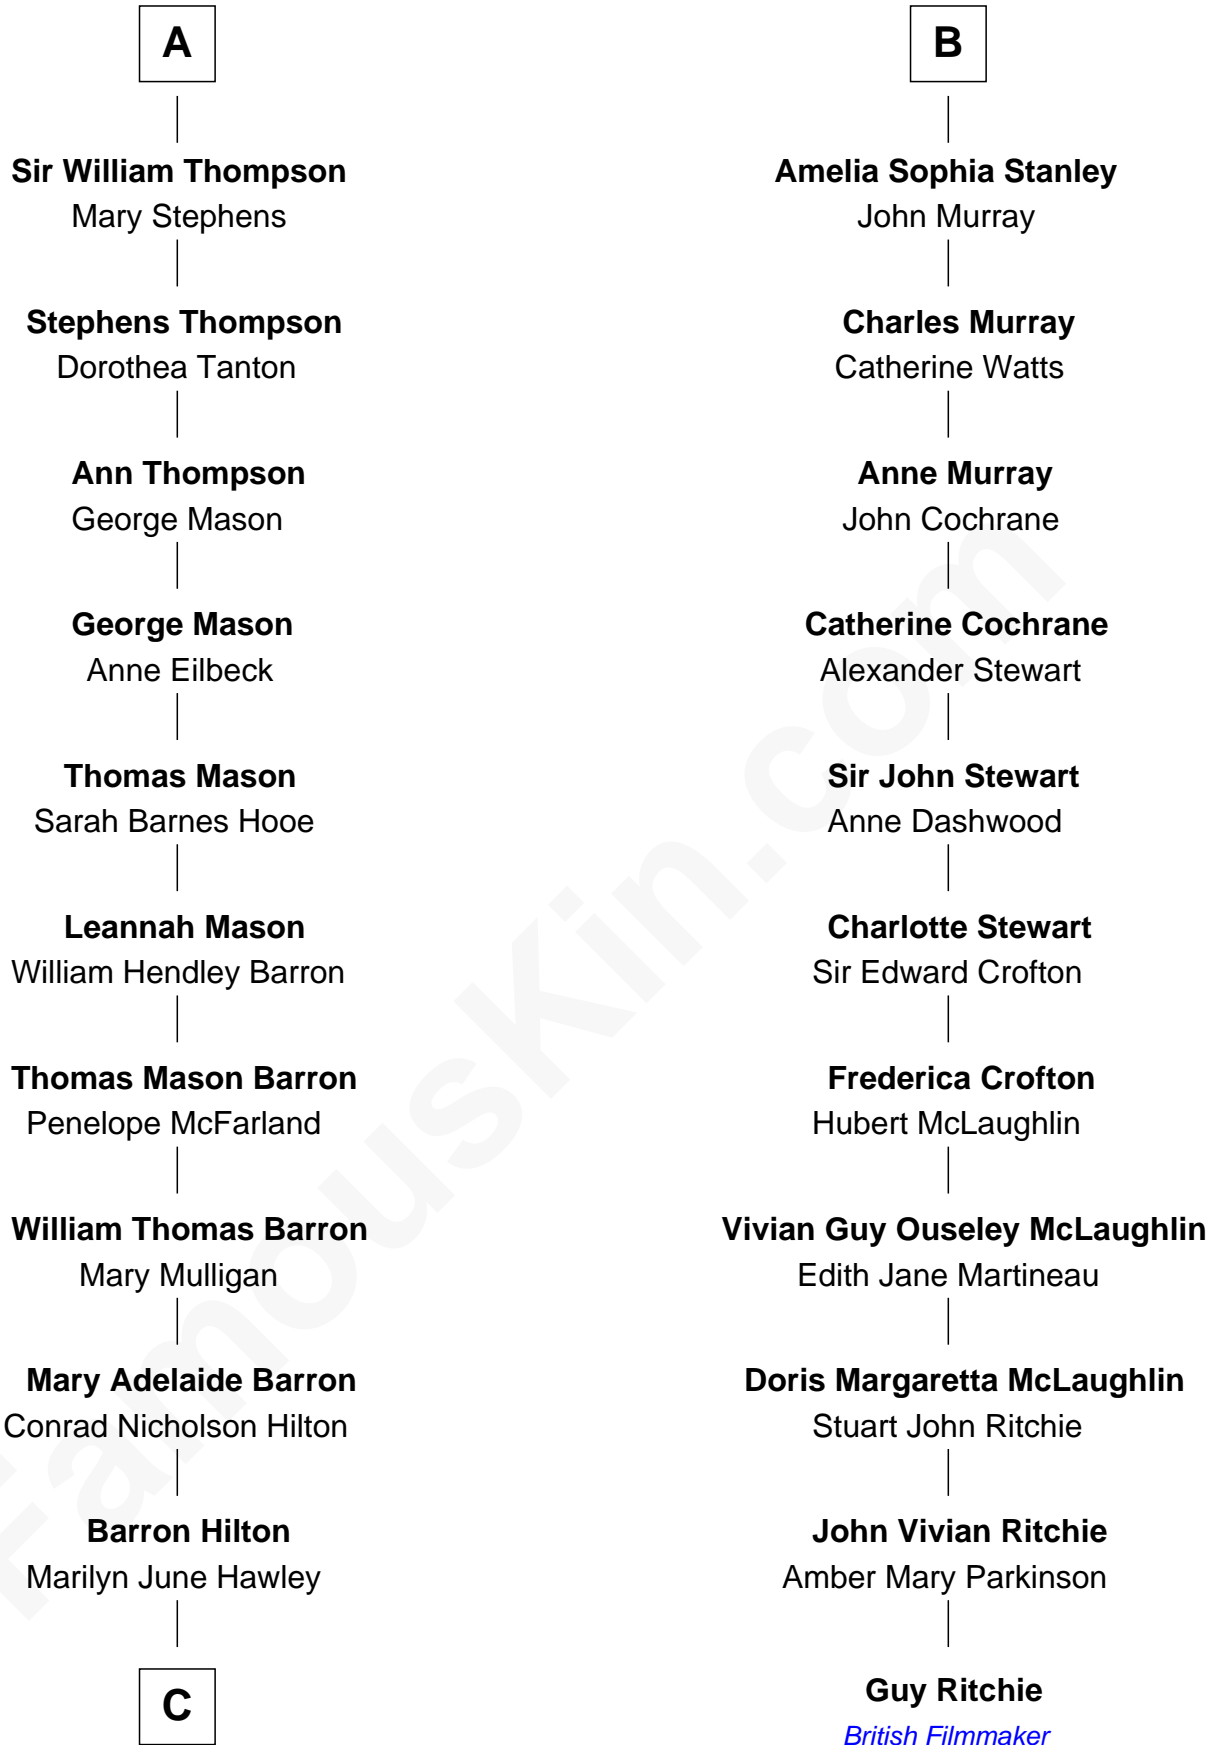 A
Sir William Thompson
Mary Stephens
Stephens Thompson
Dorothea Tanton
Ann Thompson
George Mason
George Mason
Anne Eilbeck
Thomas Mason
Sarah Barnes Hooe
Leannah Mason
William Hendley Barron
Thomas Mason Barron
Penelope McFarland
William Thomas Barron
Mary Mulligan
Mary Adelaide Barron
Conrad Nicholson Hilton
Barron Hilton
Marilyn June Hawley
C
B
Amelia Sophia Stanley
John Murray
Charles Murray
Catherine Watts
Anne Murray
John Cochrane
Catherine Cochrane
Alexander Stewart
Sir John Stewart
Anne Dashwood
Charlotte Stewart
Sir Edward Crofton
Frederica Crofton
Hubert McLaughlin
Vivian Guy Ouseley McLaughlin
Edith Jane Martineau
Doris Margaretta McLaughlin
Stuart John Ritchie
John Vivian Ritchie
Amber Mary Parkinson
Guy Ritchie
British Filmmaker
FamousKin.com